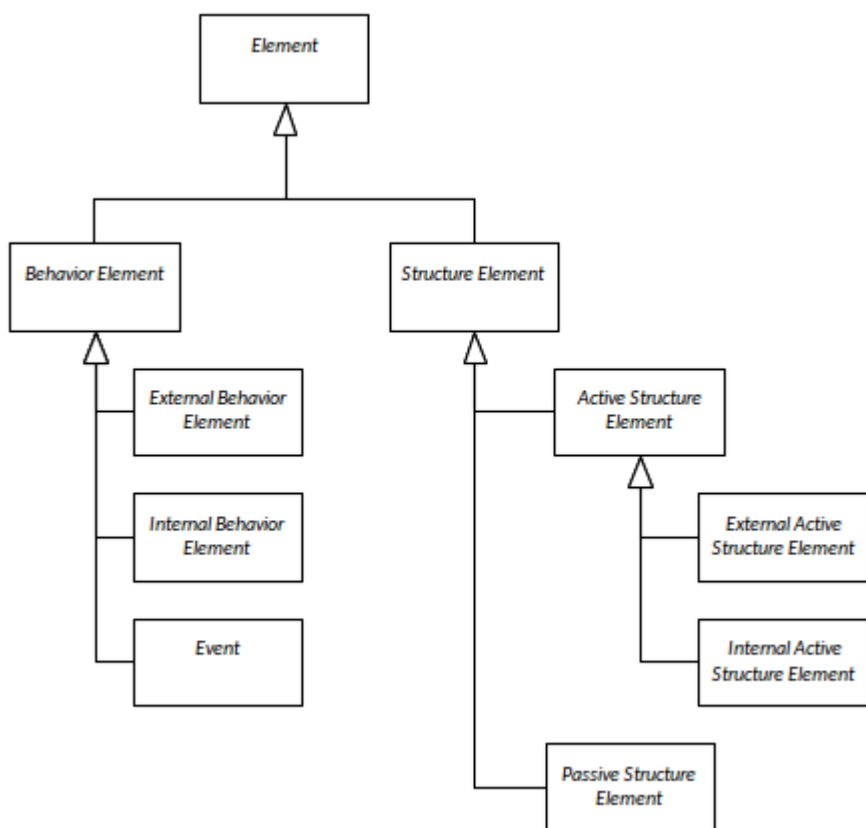 Element
Behavior Element
Structure Element
External Behavior
Element
Active Structure
Element
Internal Behavior
Element
External Active
Structure Element
Event
Internal Active
Structure Element
Passive Structure
Element